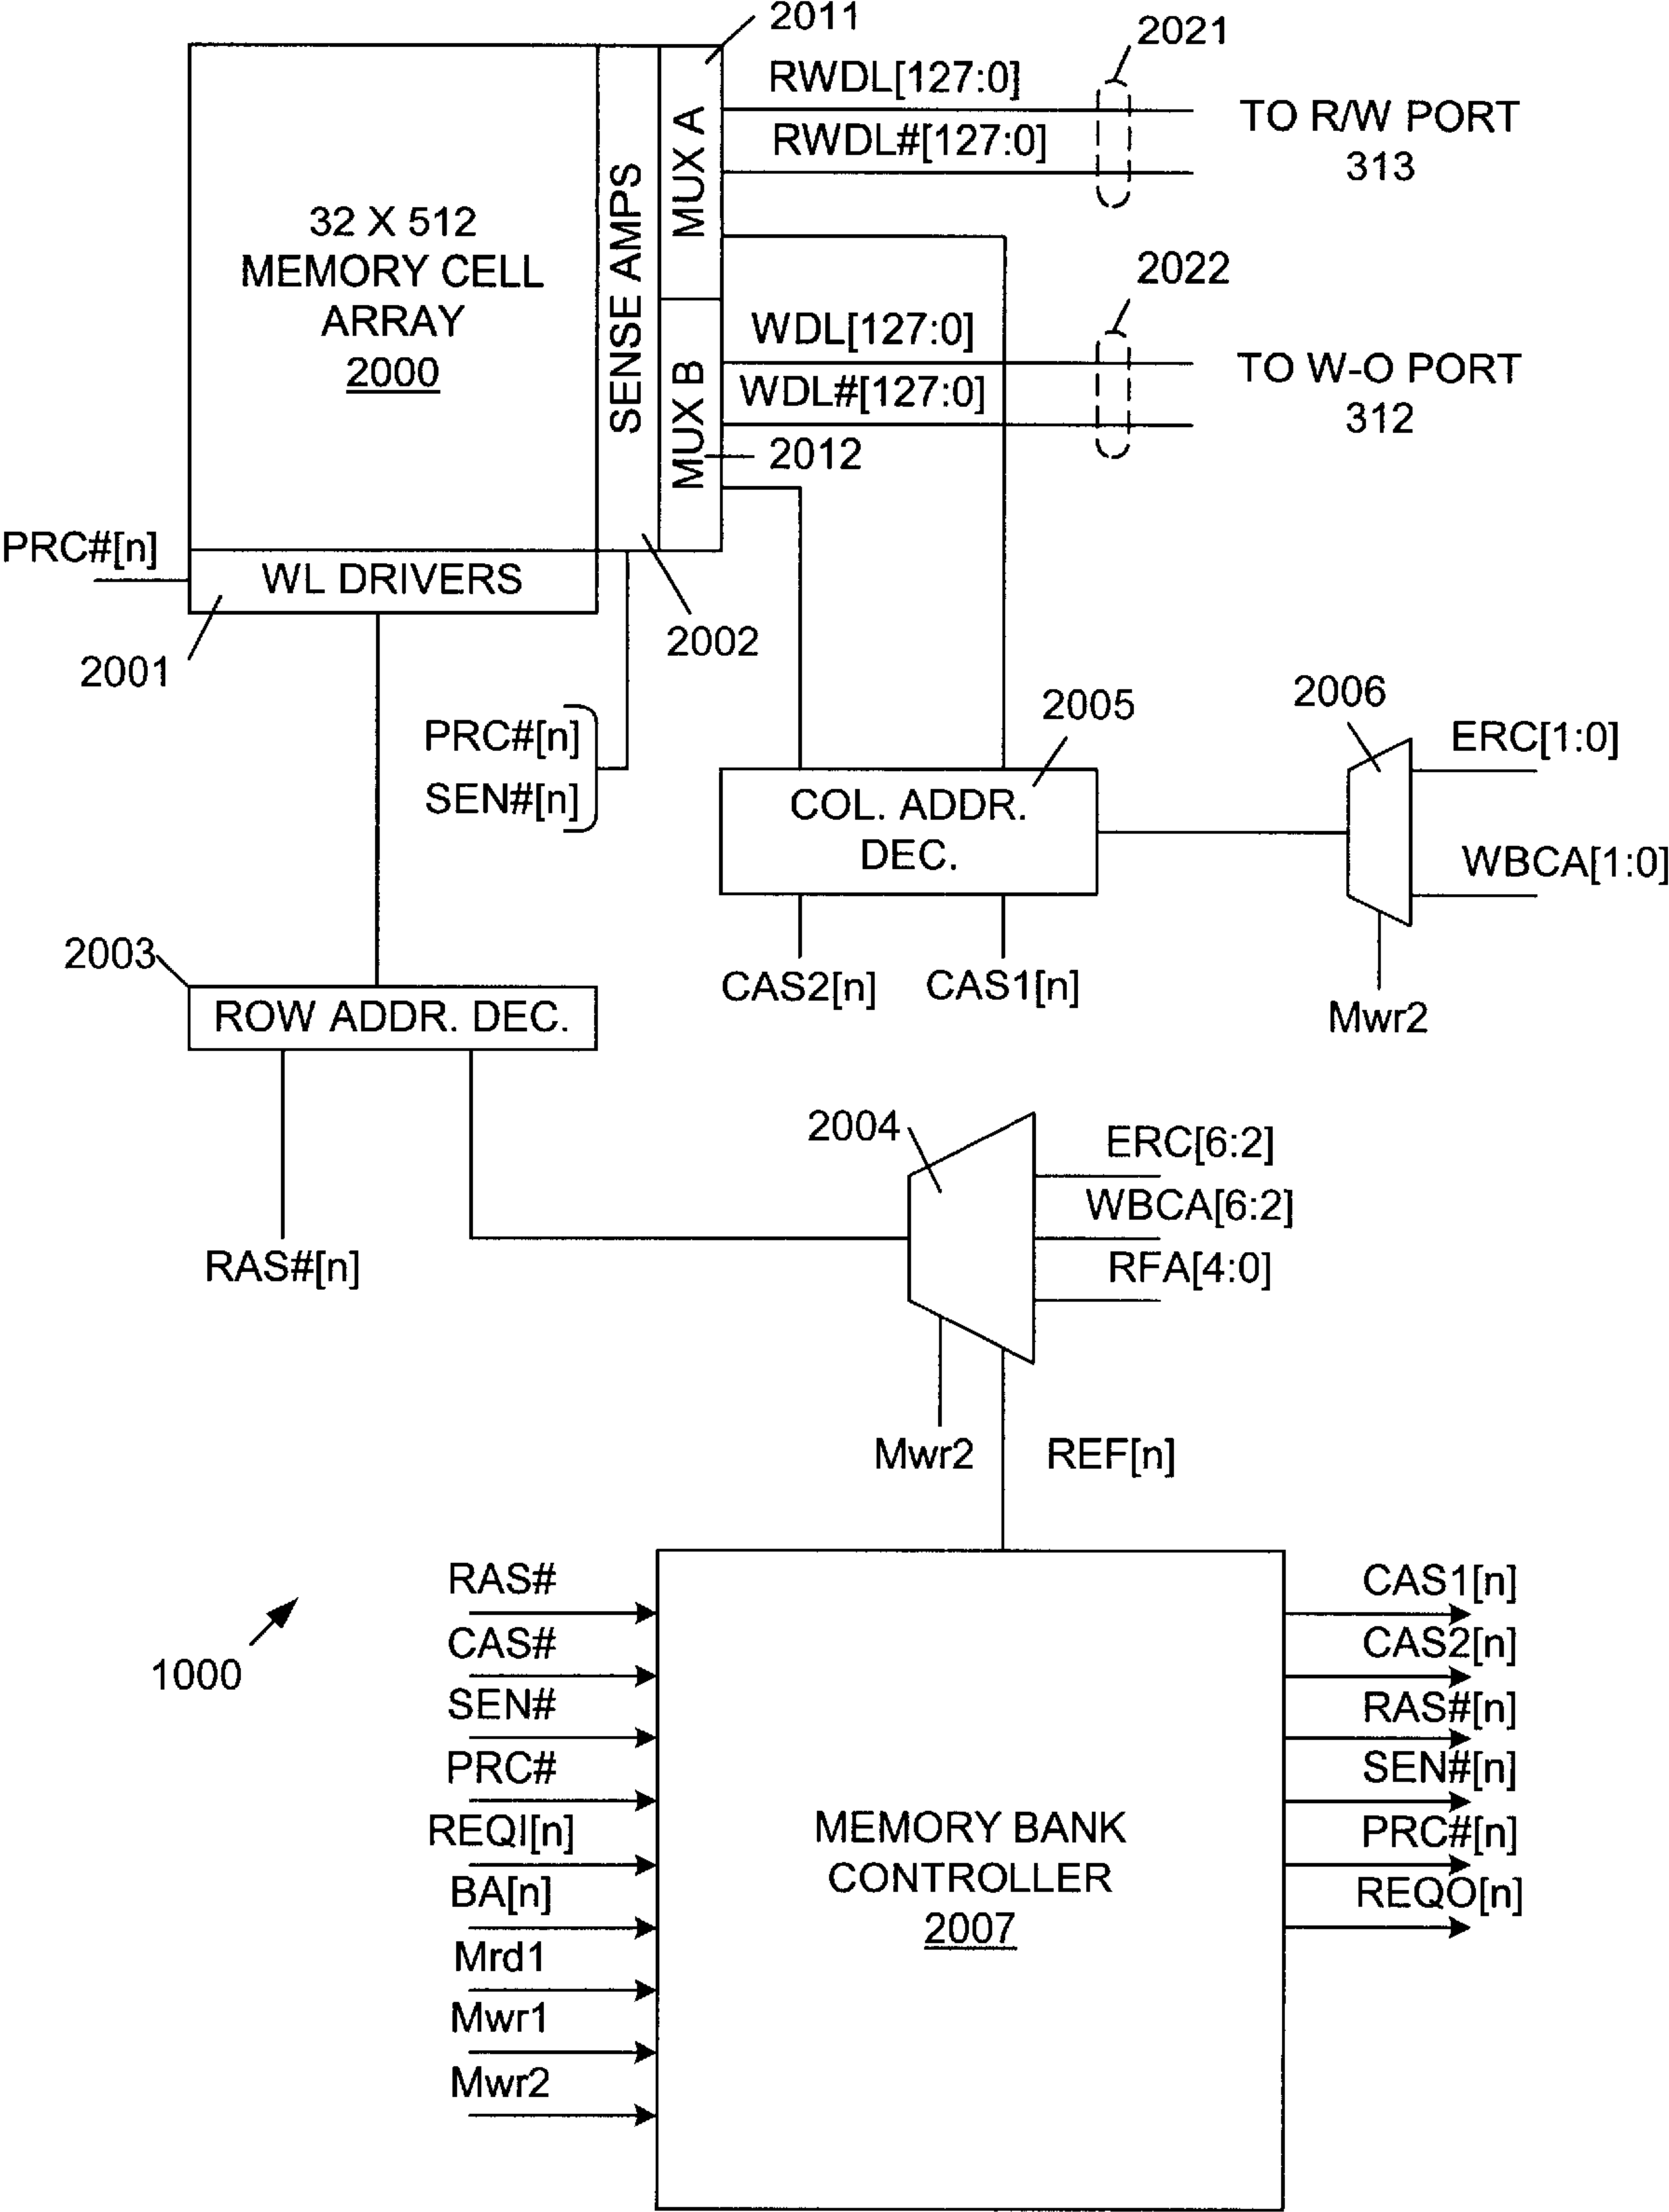 2011
2021
RWDL[127:0]
RWDL#[127:0]
TO R/W PORT
313
MUX A
SENSE AMPS
32 X 512
MEMORY CELL
ARRAY
2000
2022
WDL[127:0]
WDL#[127:0]
TO W-O PORT
312
MUX B
2012
PRC#[n]
WL DRIVERS
2001
2002
PRC#[n]
SEN#[n]
2005
2006
ERC[1:0]
COL. ADDR.
DEC.
WBCA[1:0]
2003
CAS2[n]
CAS1[n]
Mwr2
ROW ADDR. DEC.
2004
ERC[6:2]
WBCA[6:2]
RFA[4:0]
RAS#[n]
Mwr2
REF[n]
1000
RAS#
CAS#
SEN#
PRC#
REQI[n]
BA[n]
Mrd1
Mwr1
Mwr2
MEMORY BANK
CONTROLLER
2007
CAS1[n]
CAS2[n]
RAS#[n]
SEN#[n]
PRC#[n]
REQO[n]